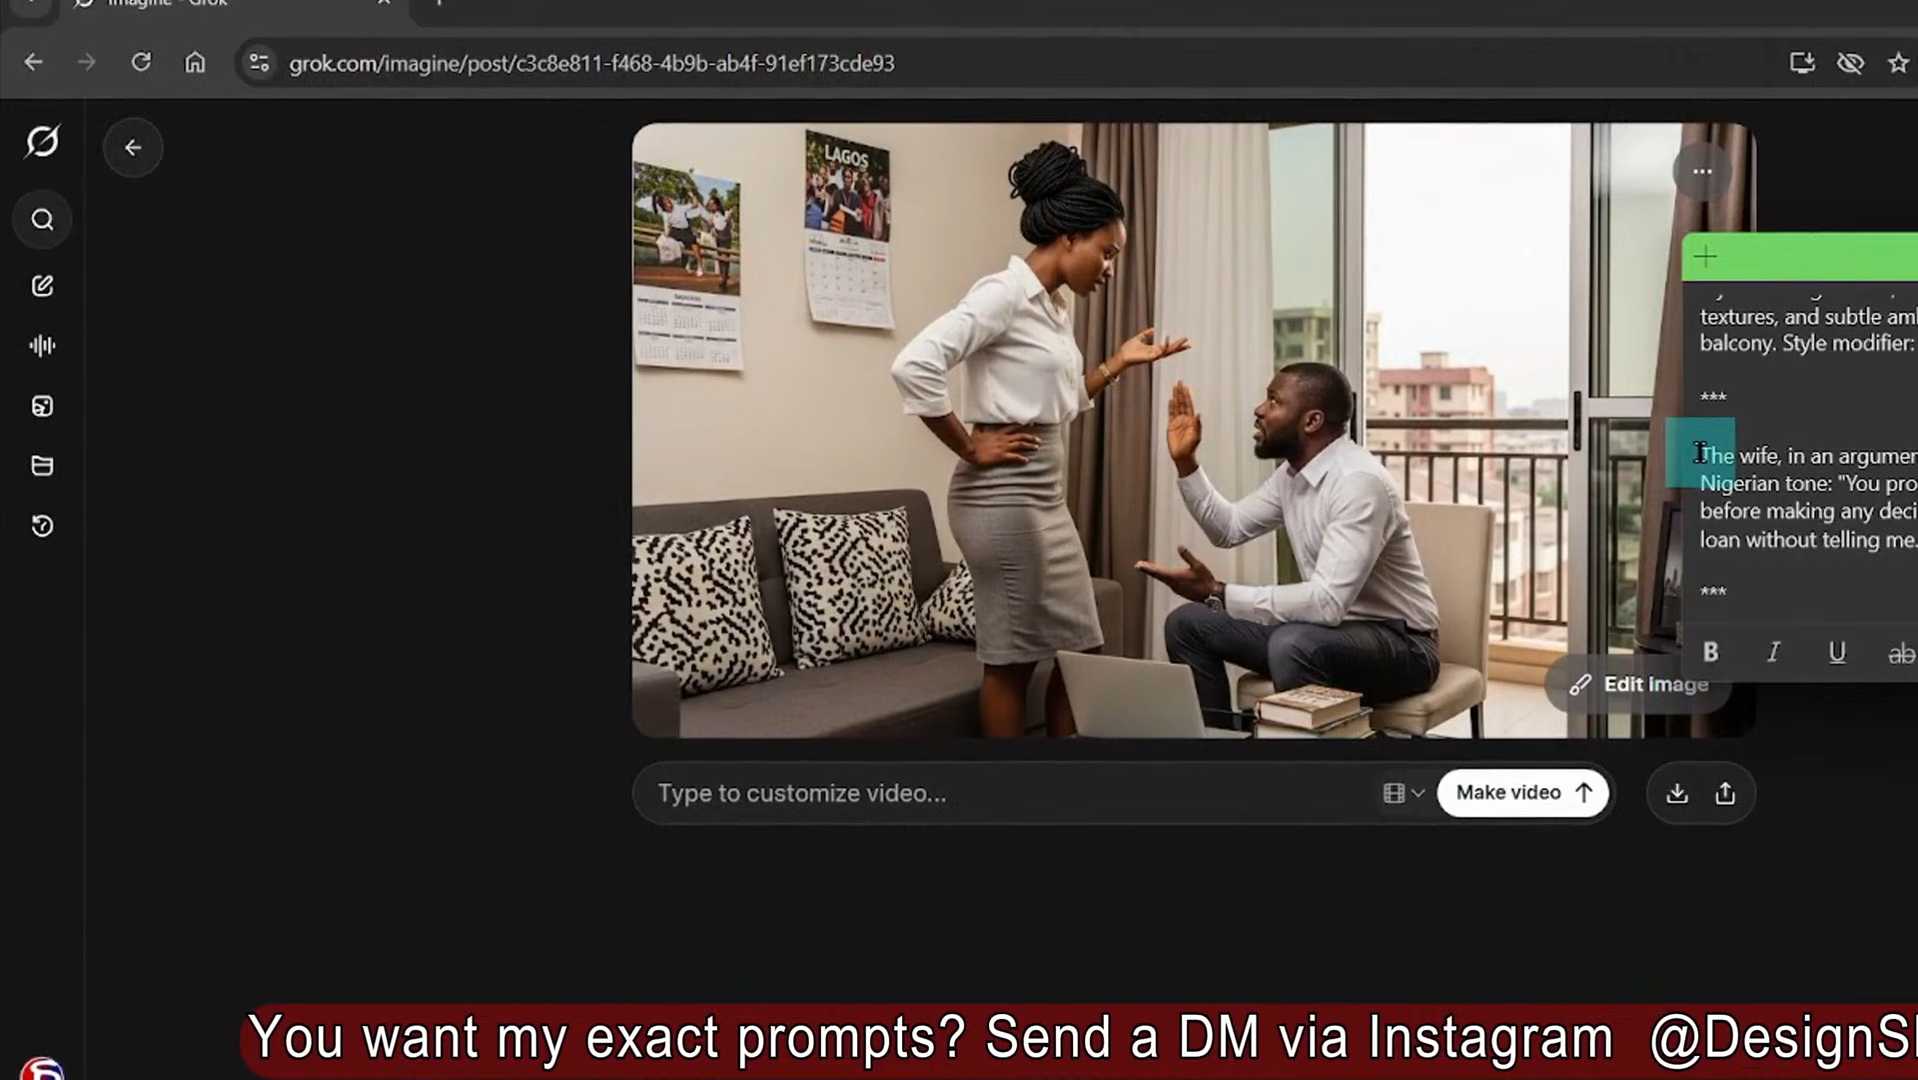 Imagine - Grok
grok.com/imagine/post/c3c8e811-f468-4b9b-ab4f-91ef173cde93
LAGOS
textures, and subtle aml
balcony. Style modifier:
***
The wife, in an argumen
Nigerian tone: "You pro
before making any deci
loan without telling me.
***
B I U ab
Edit image
Type to customize video...
Make video
You want my exact prompts? Send a DM via Instagram @DesignSl